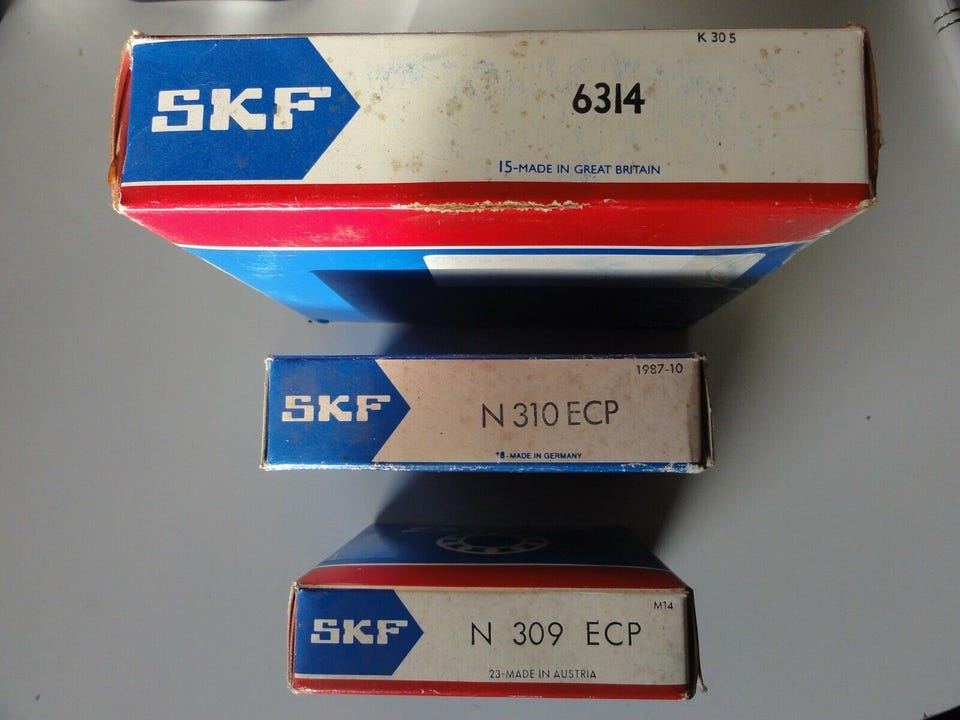 K 305
SKF
6314
15-MADE IN GREAT BRITAIN
1987-10
SKF
N 310 ECP
18-MADE IN GERMANY
M14
SKF
N 309 ECP
23-MADE IN AUSTRIA